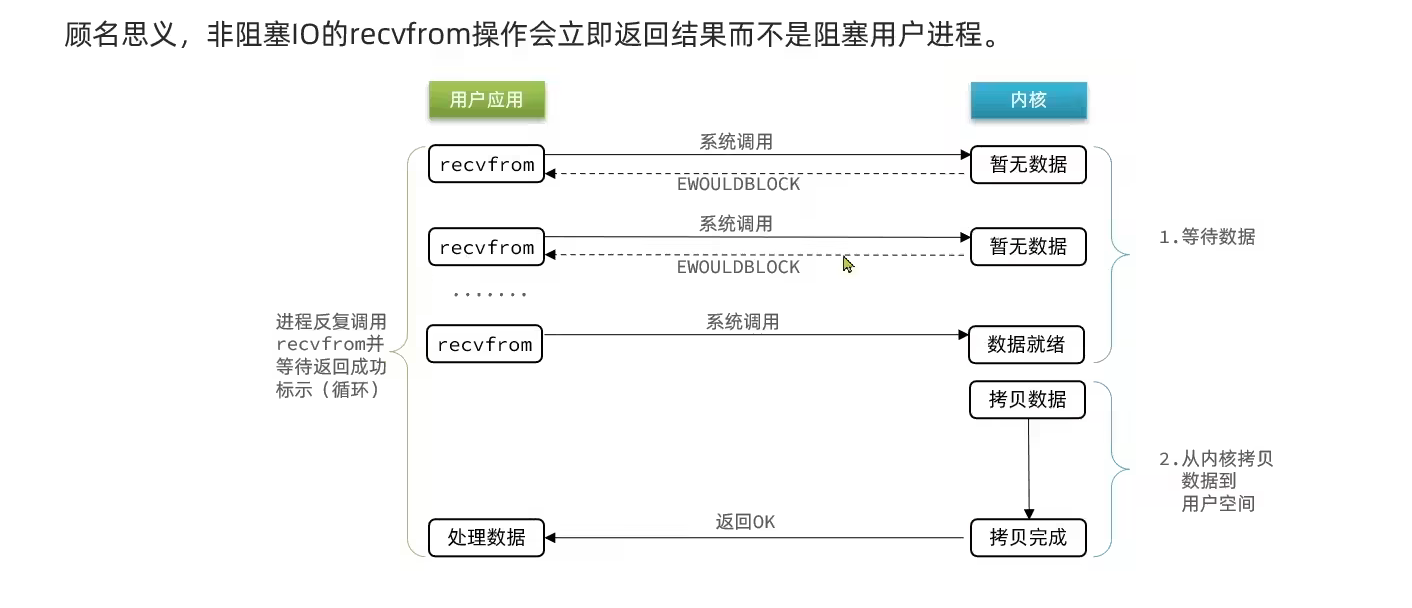 顾名思义，非阻塞IO的recvfrom操作会立即返回结果而不是阻塞用户进程。
用户应用
内核
系统调用
recvfrom
暂无数据
EWOULDBLOCK
系统调用
recvfrom
暂无数据
EWOULDBLOCK
1.等待数据
.......
系统调用
recvfrom
数据就绪
进程反复调用
recvfrom并
等待返回成功
标示（循环）
拷贝数据
2.从内核拷贝
数据到
用户空间
返回OK
处理数据
拷贝完成